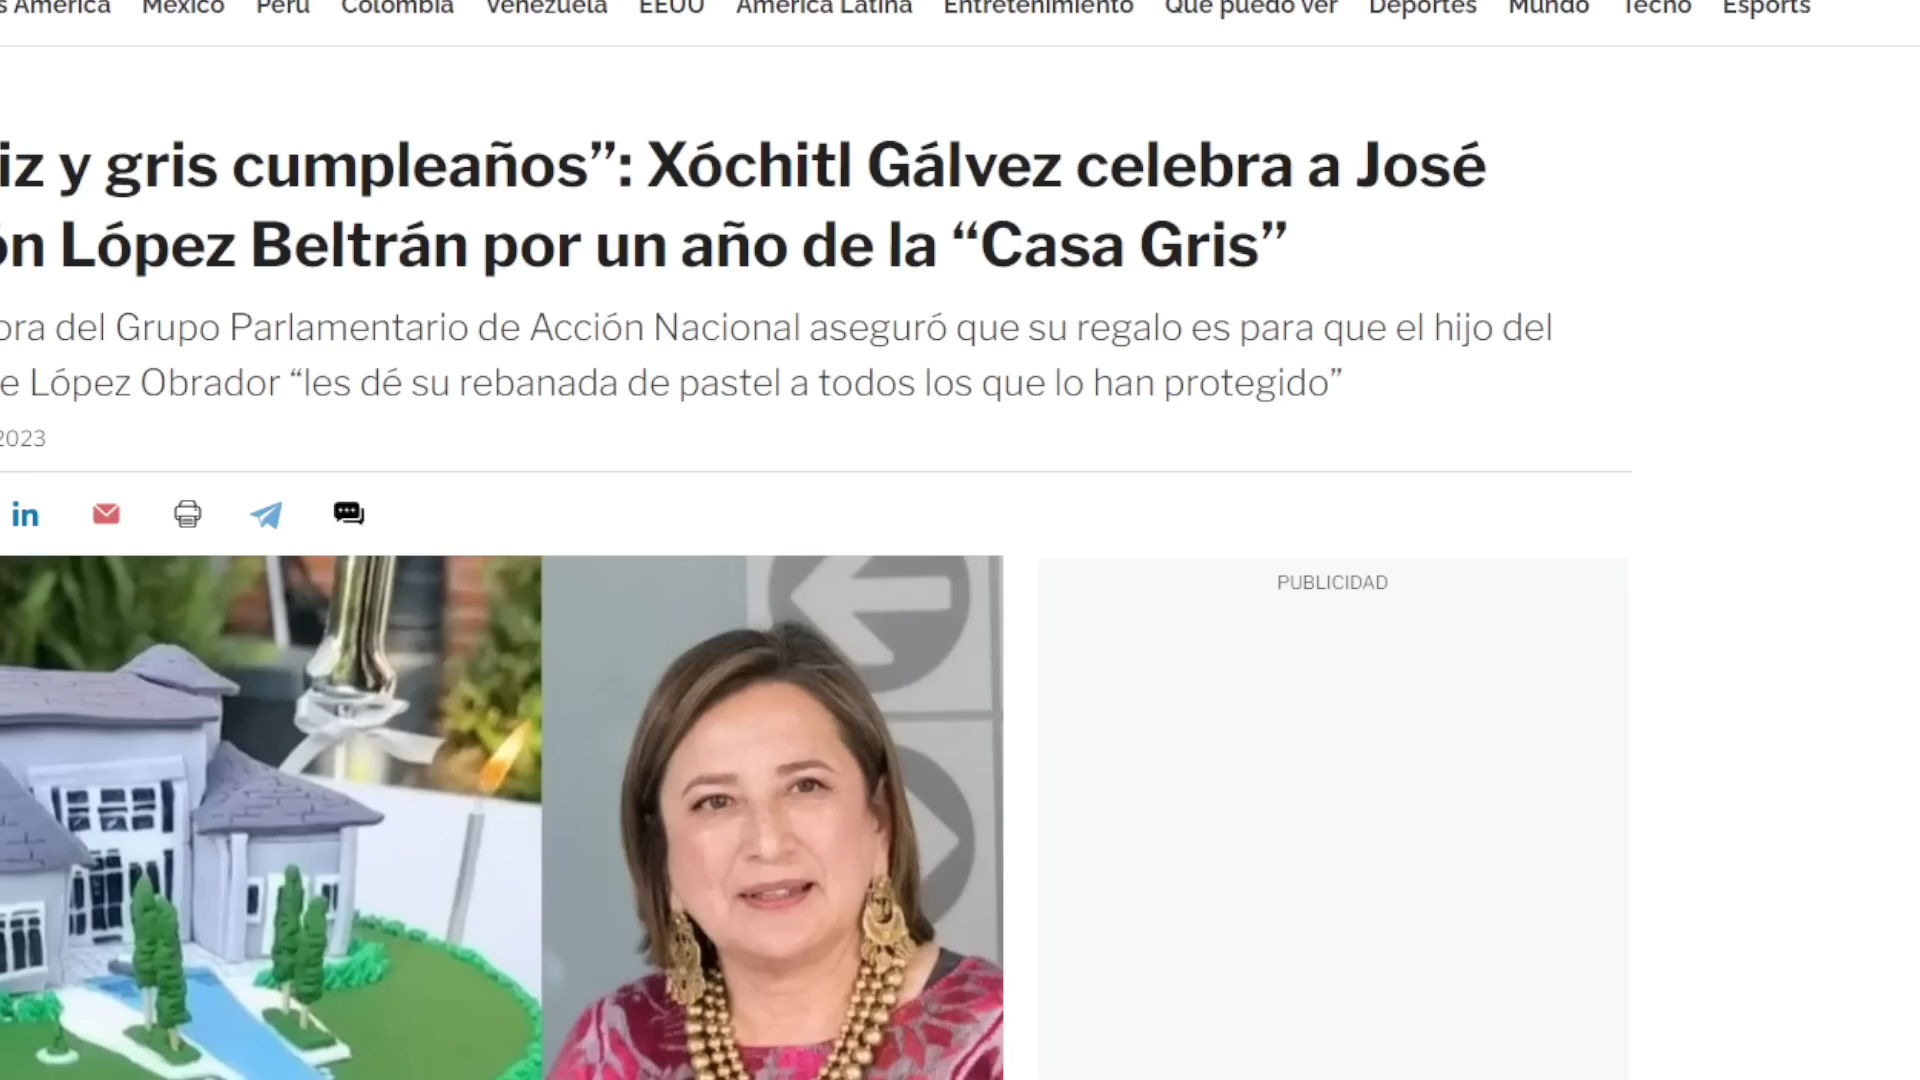 s América México Perú Colombia Venezuela EEUU América Latina Entretenimiento Qué puedo ver Deportes Mundo Tecno Esports
iz y gris cumpleaños”: Xóchitl Gálvez celebra a José
ón López Beltrán por un año de la “Casa Gris”
ora del Grupo Parlamentario de Acción Nacional aseguró que su regalo es para que el hijo del
e López Obrador “les dé su rebanada de pastel a todos los que lo han protegido”
2023
in
PUBLICIDAD